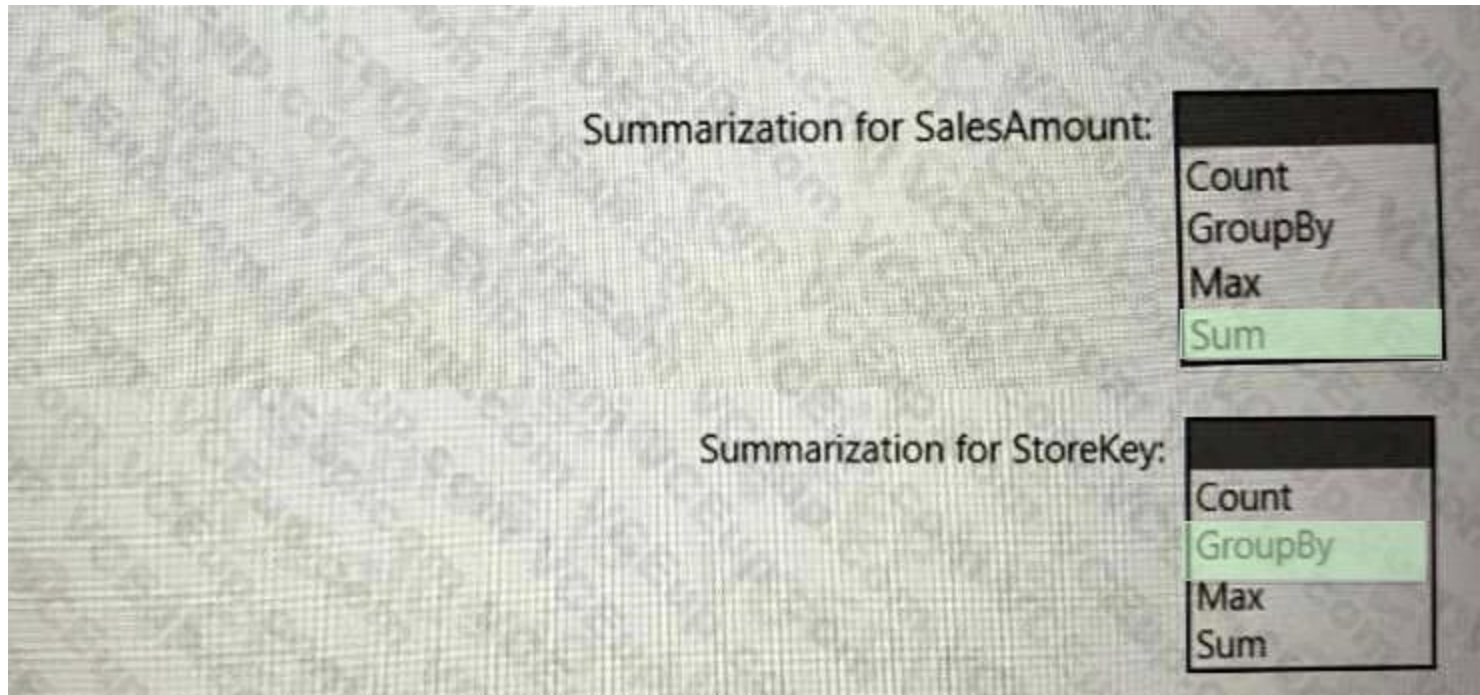 Summarization for SalesAmount:
Count
GroupBy
Max
Sum
Summarization for StoreKey:
Count
GroupBy
Max
Sum